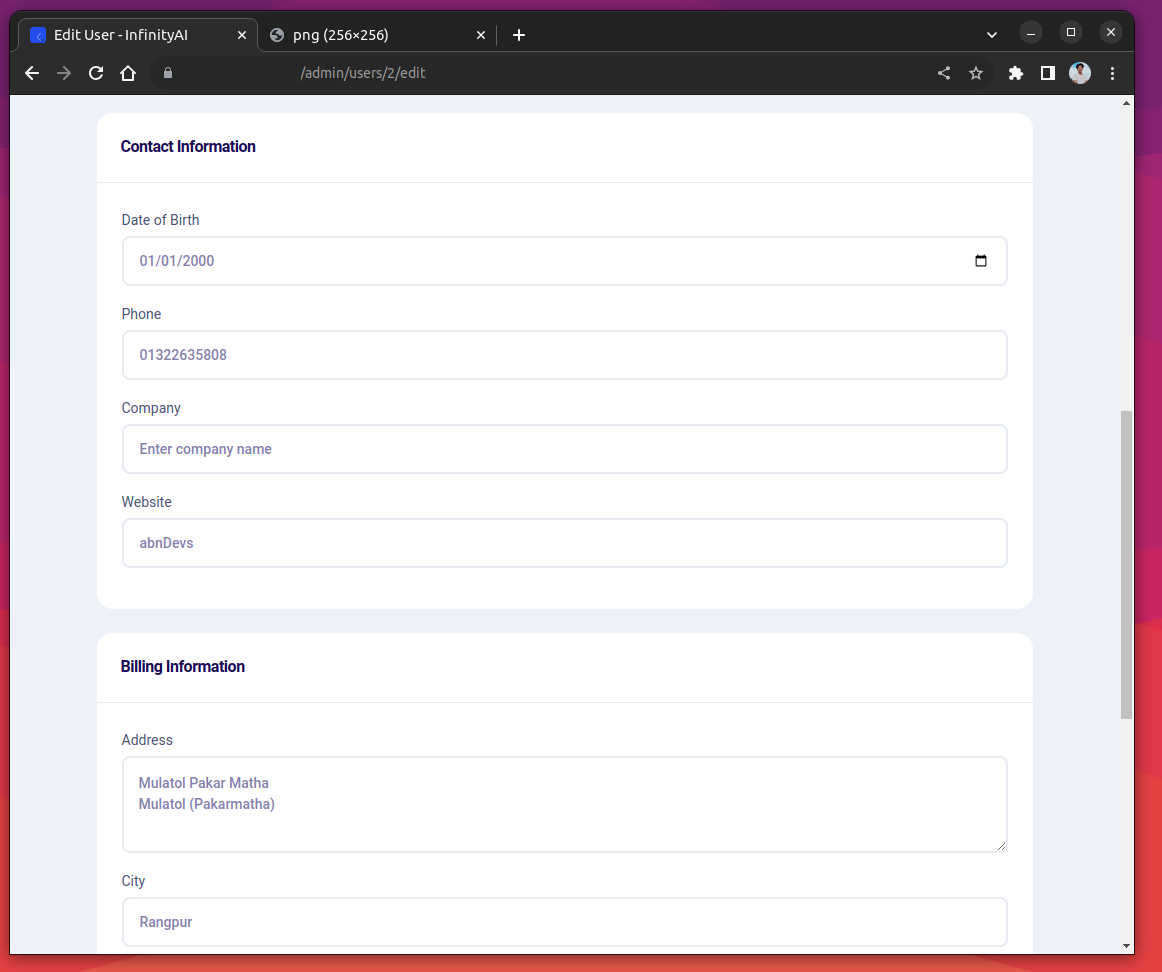 Edit User - InfinityAI
png (256×256)
/admin/users/2/edit
Contact Information
Date of Birth
01/01/2000
Phone
01322635808
Company
Enter company name
Website
abnDevs
Billing Information
Address
Mulatol Pakar Matha
Mulatol (Pakarmatha)
City
Rangpur